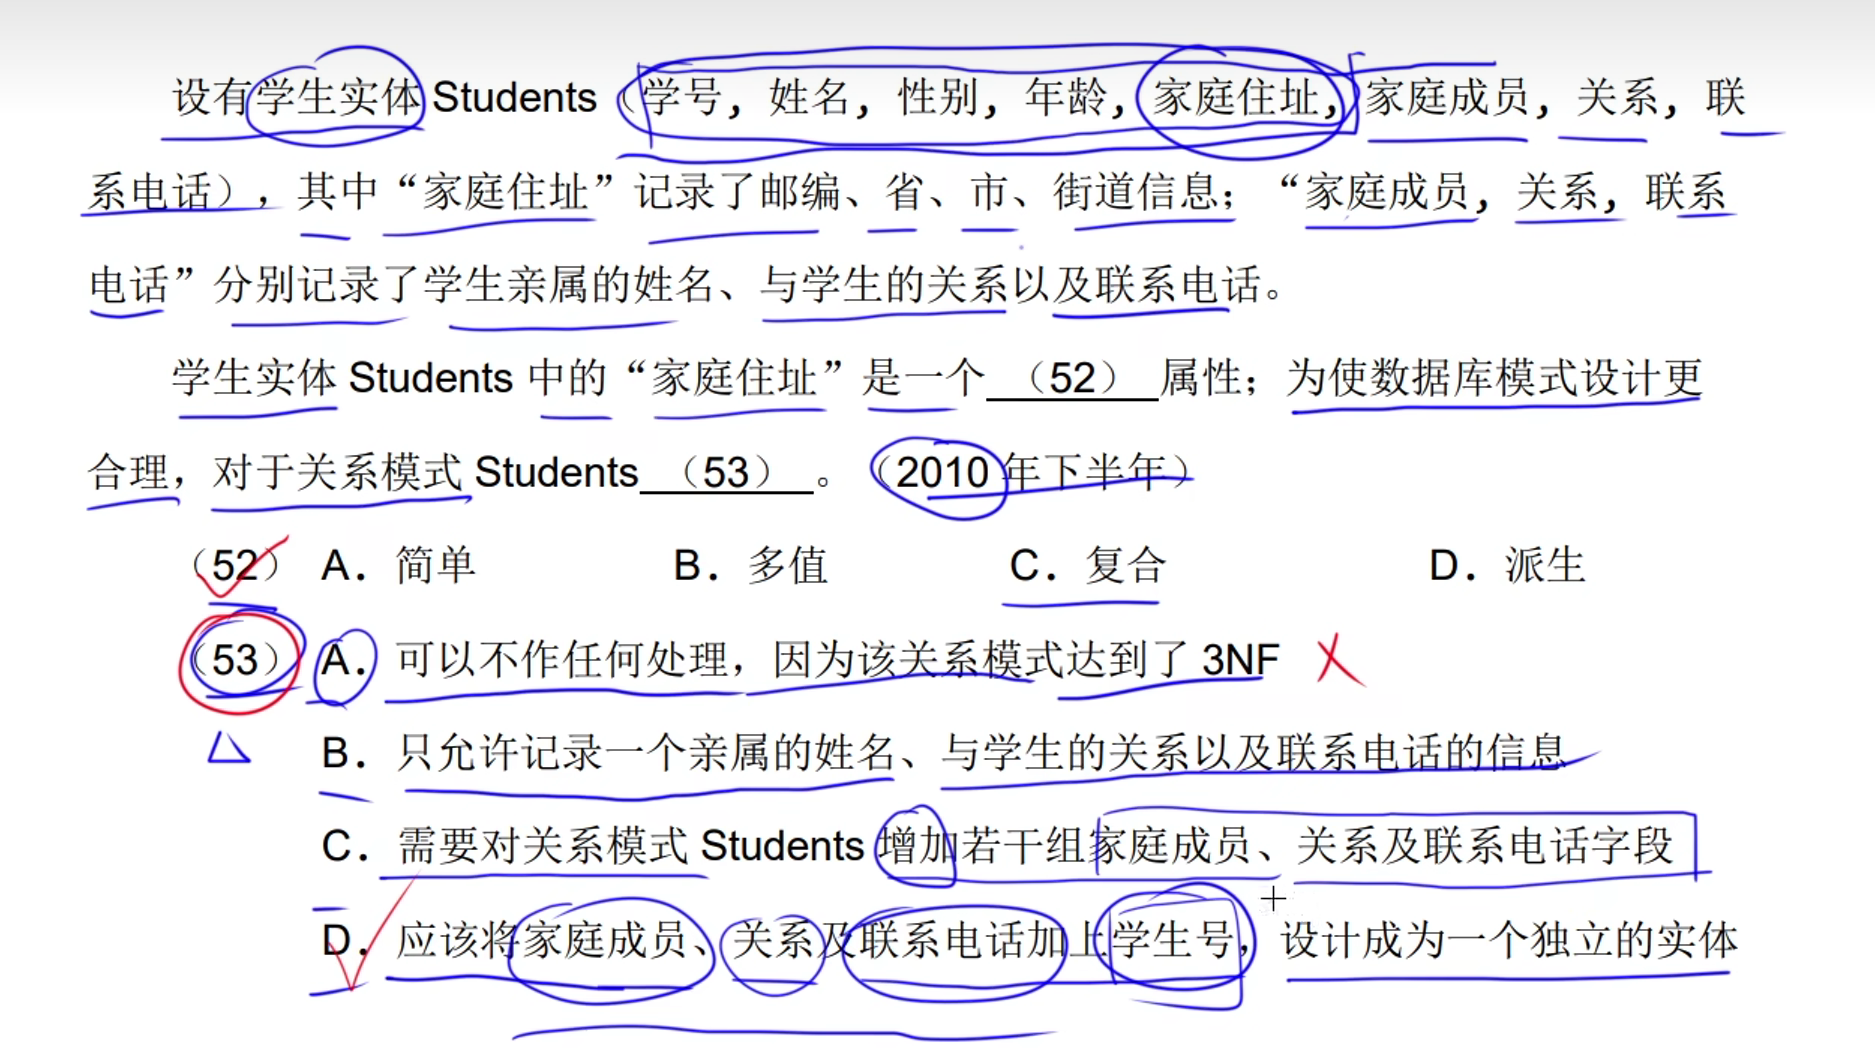 设有学生实体 Students（学号，姓名，性别，年龄，家庭住址，家庭成员，关系，联
系电话），其中“家庭住址”记录了邮编、省、市、街道信息；“家庭成员，关系，联系
电话”分别记录了学生亲属的姓名、与学生的关系以及联系电话。
学生实体 Students 中的“家庭住址”是一个（52）属性；为使数据库模式设计更
合理，对于关系模式 Students（53）。（2010 年下半年）
（52）A．简单 B．多值 C．复合 D．派生
（53）A．可以不作任何处理，因为该关系模式达到了 3NF
B．只允许记录一个亲属的姓名、与学生的关系以及联系电话的信息
C．需要对关系模式 Students 增加若干组家庭成员、关系及联系电话字段
D．应该将家庭成员、关系及联系电话加上学生号，设计成为一个独立的实体